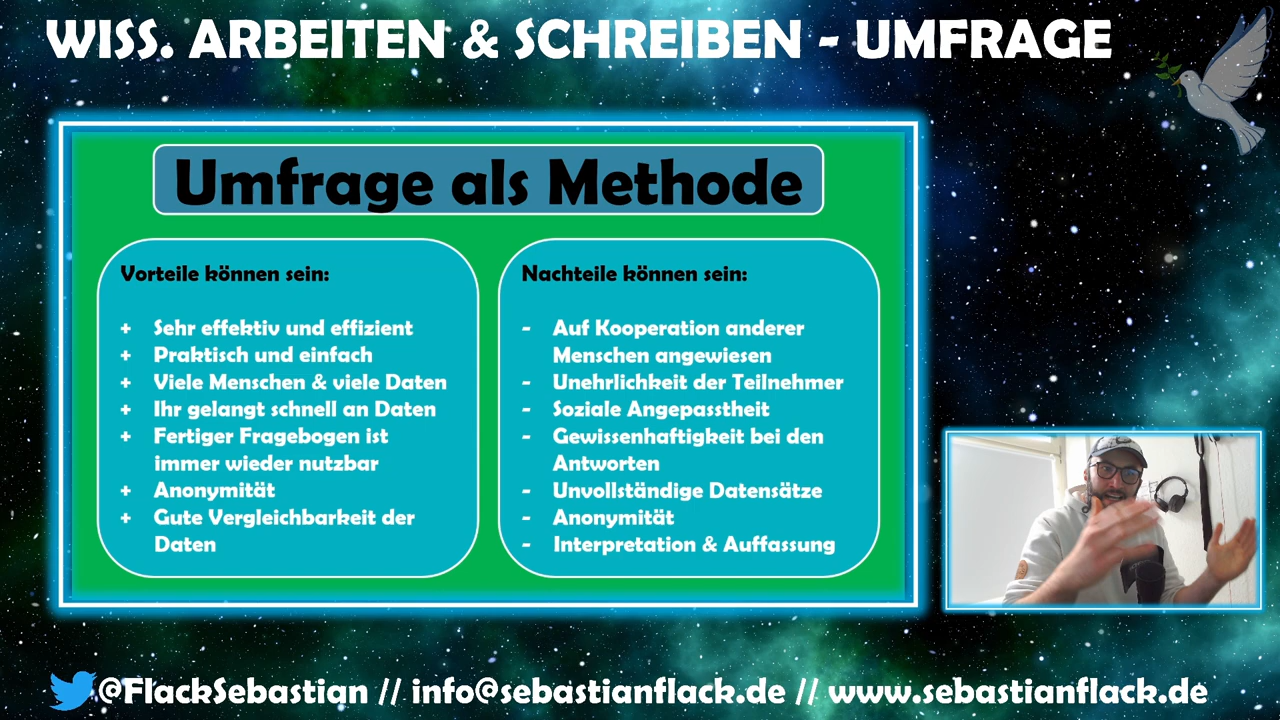 WISS. ARBEITEN & SCHREIBEN - UMFRAGE
Umfrage als Methode
Vorteile können sein:
+ Sehr effektiv und effizient
+ Praktisch und einfach
+ Viele Menschen & viele Daten
+ Ihr gelangt schnell an Daten
+ Fertiger Fragebogen ist
immer wieder nutzbar
+ Anonymität
+ Gute Vergleichbarkeit der
Daten
Nachteile können sein:
- Auf Kooperation anderer
Menschen angewiesen
- Unehrlichkeit der Teilnehmer
- Soziale Angepasstheit
- Gewissenhaftigkeit bei den
Antworten
- Unvollständige Datensätze
- Anonymität
- Interpretation & Auffassung
@FlackSebastian // info@sebastianflack.de // www.sebastianflack.de